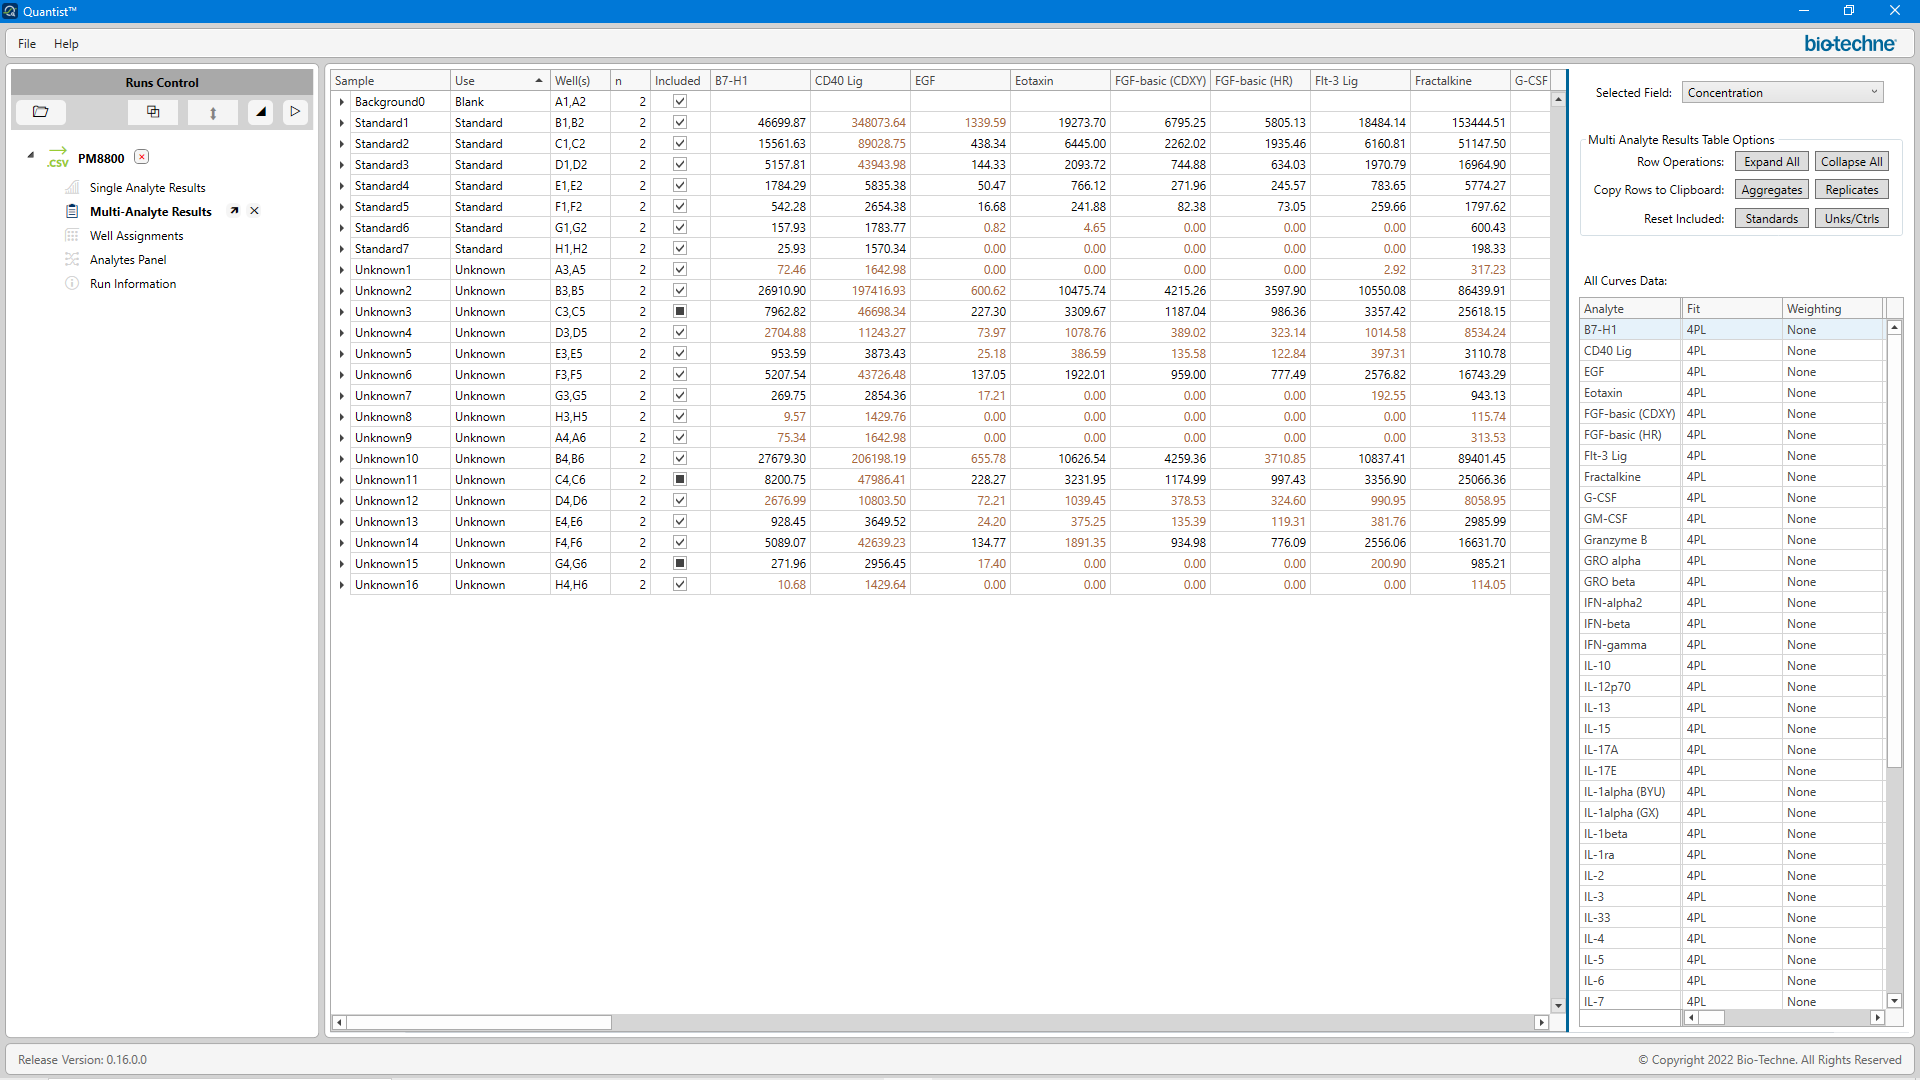 Quantist™
File Help
bio-techne
Runs Control
PM8800
.CSV
Single Analyte Results
Multi-Analyte Results
Well Assignments
Analytes Panel
Run Information
Sample Use Well(s) n Included B7-H1 CD40 Lig EGF Eotaxin FGF-basic (CDXY) FGF-basic (HR) Flt-3 Lig Fractalkine G-CSF
Background0 Blank A1,A2 2
Standard1 Standard B1,B2 2 46699.87 348073.64 1339.59 19273.70 6795.25 5805.13 18484.14 153444.51
Standard2 Standard C1,C2 2 15561.63 89028.75 438.34 6445.00 2262.02 1935.46 6160.81 51147.50
Standard3 Standard D1,D2 2 5157.81 43943.98 144.33 2093.72 744.88 634.03 1970.79 16964.90
Standard4 Standard E1,E2 2 1784.29 5835.38 50.47 766.12 271.96 245.57 783.65 5774.27
Standard5 Standard F1,F2 2 542.28 2654.38 16.68 241.88 82.38 73.05 259.66 1797.62
Standard6 Standard G1,G2 2 157.93 1783.77 0.82 4.65 0.00 0.00 0.00 600.43
Standard7 Standard H1,H2 2 25.93 1570.34 0.00 0.00 0.00 0.00 0.00 198.33
Unknown1 Unknown A3,A5 2 72.46 1642.98 0.00 0.00 0.00 0.00 2.92 317.23
Unknown2 Unknown B3,B5 2 26910.90 197416.93 600.62 10475.74 4215.26 3597.90 10550.08 86439.91
Unknown3 Unknown C3,C5 2 7962.82 46698.34 227.30 3309.67 1187.04 986.36 3357.42 25618.15
Unknown4 Unknown D3,D5 2 2704.88 11243.27 73.97 1078.76 389.02 323.14 1014.58 8534.24
Unknown5 Unknown E3,E5 2 953.59 3873.43 25.18 386.59 135.58 122.84 397.31 3110.78
Unknown6 Unknown F3,F5 2 5207.54 43726.48 137.05 1922.01 959.00 777.49 2576.82 16743.29
Unknown7 Unknown G3,G5 2 269.75 2854.36 17.21 0.00 0.00 0.00 192.55 943.13
Unknown8 Unknown H3,H5 2 9.57 1429.76 0.00 0.00 0.00 0.00 0.00 115.74
Unknown9 Unknown A4,A6 2 75.34 1642.98 0.00 0.00 0.00 0.00 0.00 313.53
Unknown10 Unknown B4,B6 2 27679.30 206198.19 655.78 10626.54 4259.36 3710.85 10837.41 89401.45
Unknown11 Unknown C4,C6 2 8200.75 47986.41 228.27 3231.95 1174.99 997.43 3356.90 25066.36
Unknown12 Unknown D4,D6 2 2676.99 10803.50 72.21 1039.45 378.53 324.60 990.95 8058.95
Unknown13 Unknown E4,E6 2 928.45 3649.52 24.20 375.25 135.39 119.31 381.76 2985.99
Unknown14 Unknown F4,F6 2 5089.07 42639.23 134.77 1891.35 934.98 776.09 2556.06 16631.70
Unknown15 Unknown G4,G6 2 271.96 2956.45 17.40 0.00 0.00 0.00 200.90 985.21
Unknown16 Unknown H4,H6 2 10.68 1429.64 0.00 0.00 0.00 0.00 0.00 114.05
Selected Field: Concentration
Multi Analyte Results Table Options
Row Operations: Expand All Collapse All
Copy Rows to Clipboard: Aggregates Replicates
Reset Included: Standards Unks/Ctrls
All Curves Data:
Analyte Fit Weighting
B7-H1 4PL None
CD40 Lig 4PL None
EGF 4PL None
Eotaxin 4PL None
FGF-basic (CDXY) 4PL None
FGF-basic (HR) 4PL None
Flt-3 Lig 4PL None
Fractalkine 4PL None
G-CSF 4PL None
GM-CSF 4PL None
Granzyme B 4PL None
GRO alpha 4PL None
GRO beta 4PL None
IFN-alpha2 4PL None
IFN-beta 4PL None
IFN-gamma 4PL None
IL-10 4PL None
IL-12p70 4PL None
IL-13 4PL None
IL-15 4PL None
IL-17A 4PL None
IL-17E 4PL None
IL-1alpha (BYU) 4PL None
IL-1alpha (GX) 4PL None
IL-1beta 4PL None
IL-1ra 4PL None
IL-2 4PL None
IL-3 4PL None
IL-33 4PL None
IL-4 4PL None
IL-5 4PL None
IL-6 4PL None
IL-7 4PL None
Release Version: 0.16.0.0
© Copyright 2022 Bio-Techne. All Rights Reserved